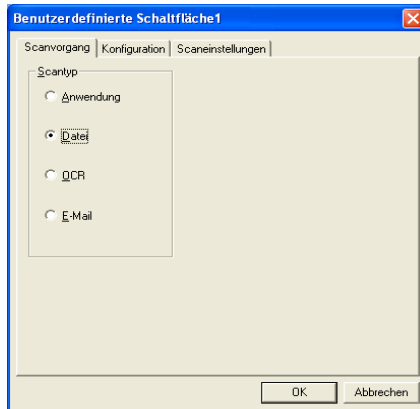 Benutzerdefinierte Schaltfläche1
Scanvorgang Konfiguration Scaneinstellungen
Scantyp
Anwendung
Datei
OCR
E-Mail
OK Abbrechen